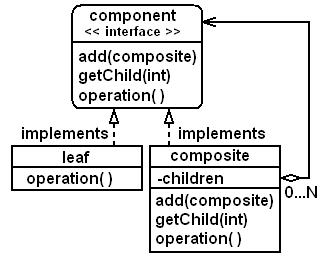 component
<< interface >>
add(composite)
getChild(int)
operation( )
implements
implements
leaf
operation( )
composite
-children
0...N
add(composite)
getChild(int)
operation( )